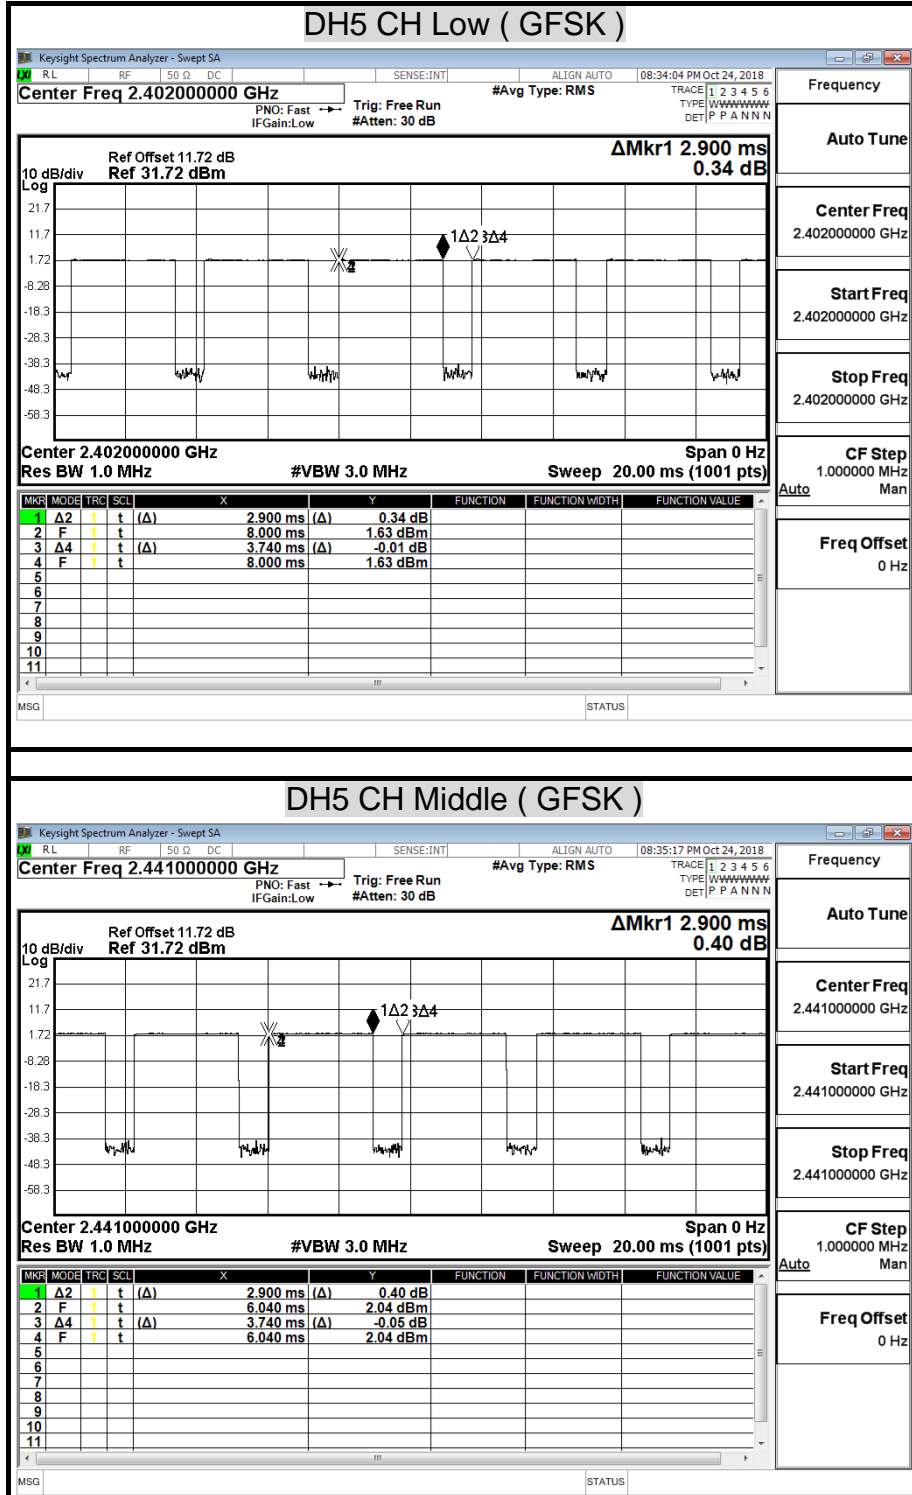 DH5 CH Low ( GFSK )
Keysight Spectrum Analyzer - Swept SA
LXI RL RF 50 Ω DC SENSE:INT ALIGN AUTO 08:34:04 PM Oct 24, 2018
Center Freq 2.402000000 GHz #Avg Type: RMS TRACE 1 2 3 4 5 6
PNO: Fast Trig: Free Run TYPE WWWWWW
IFGain:Low #Atten: 30 dB DET P P A N N N
Frequency
Auto Tune
Center Freq
2.402000000 GHz
Start Freq
2.402000000 GHz
Stop Freq
2.402000000 GHz
CF Step
1.000000 MHz
Auto Man
Freq Offset
0 Hz
ΔMkr1 2.900 ms
0.34 dB
Ref Offset 11.72 dB
10 dB/div Ref 31.72 dBm
Log
21.7
11.7
1.72
-8.28
-18.3
-28.3
-38.3
-48.3
-58.3
1Δ2 3Δ4
Center 2.402000000 GHz Span 0 Hz
Res BW 1.0 MHz #VBW 3.0 MHz Sweep 20.00 ms (1001 pts)
MKR MODE TRC SCL X Y FUNCTION FUNCTION WIDTH FUNCTION VALUE
1 Δ2 1 t (Δ) 2.900 ms (Δ) 0.34 dB
2 F 1 t 8.000 ms 1.63 dBm
3 Δ4 1 t (Δ) 3.740 ms (Δ) -0.01 dB
4 F 1 t 8.000 ms 1.63 dBm
5
6
7
8
9
10
11
MSG STATUS
DH5 CH Middle ( GFSK )
Keysight Spectrum Analyzer - Swept SA
LXI RL RF 50 Ω DC SENSE:INT ALIGN AUTO 08:35:17 PM Oct 24, 2018
Center Freq 2.441000000 GHz #Avg Type: RMS TRACE 1 2 3 4 5 6
PNO: Fast Trig: Free Run TYPE WWWWWW
IFGain:Low #Atten: 30 dB DET P P A N N N
Frequency
Auto Tune
Center Freq
2.441000000 GHz
Start Freq
2.441000000 GHz
Stop Freq
2.441000000 GHz
CF Step
1.000000 MHz
Auto Man
Freq Offset
0 Hz
ΔMkr1 2.900 ms
0.40 dB
Ref Offset 11.72 dB
10 dB/div Ref 31.72 dBm
Log
21.7
11.7
1.72
-8.28
-18.3
-28.3
-38.3
-48.3
-58.3
1Δ2 3Δ4
Center 2.441000000 GHz Span 0 Hz
Res BW 1.0 MHz #VBW 3.0 MHz Sweep 20.00 ms (1001 pts)
MKR MODE TRC SCL X Y FUNCTION FUNCTION WIDTH FUNCTION VALUE
1 Δ2 1 t (Δ) 2.900 ms (Δ) 0.40 dB
2 F 1 t 6.040 ms 2.04 dBm
3 Δ4 1 t (Δ) 3.740 ms (Δ) -0.05 dB
4 F 1 t 6.040 ms 2.04 dBm
5
6
7
8
9
10
11
MSG STATUS